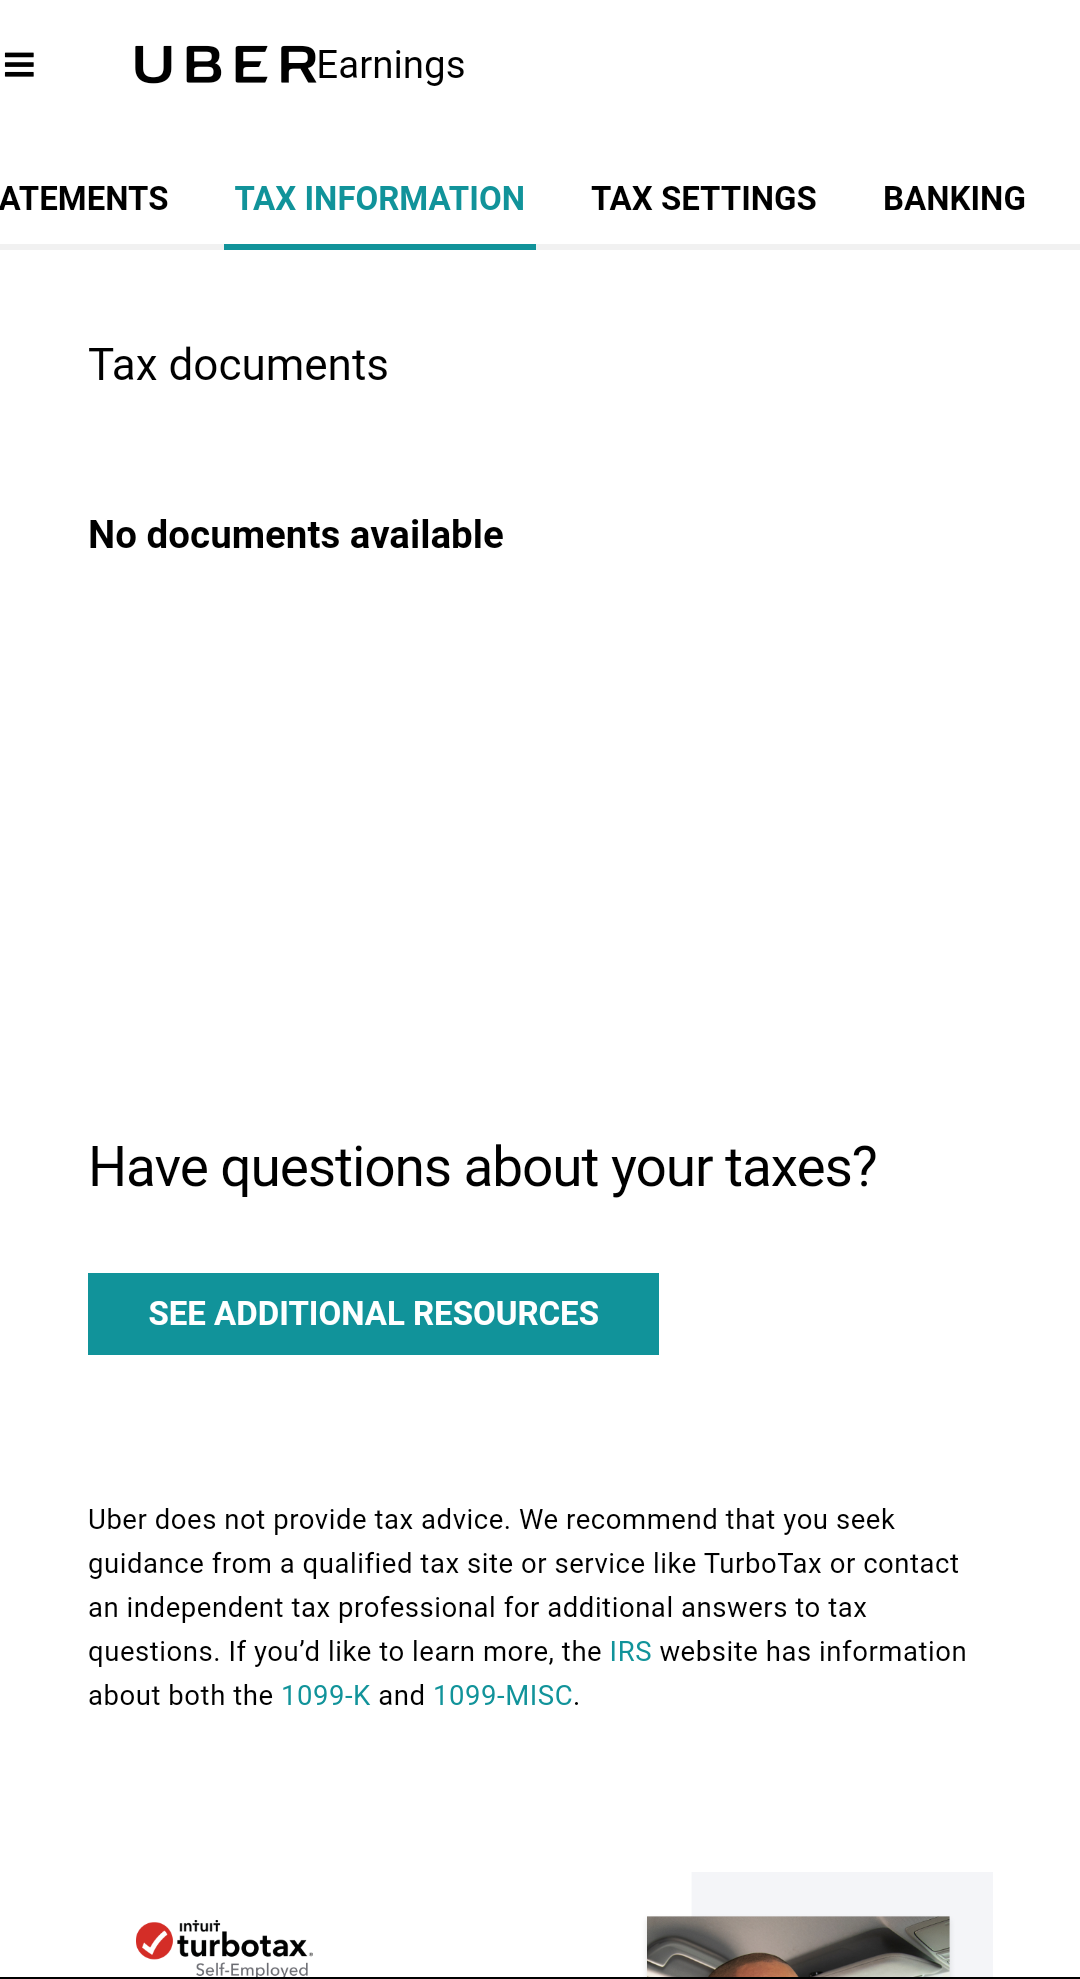 UBER Earnings
ATEMENTS TAX INFORMATION TAX SETTINGS BANKING
Tax documents
No documents available
Have questions about your taxes?
SEE ADDITIONAL RESOURCES
Uber does not provide tax advice. We recommend that you seek
guidance from a qualified tax site or service like TurboTax or contact
an independent tax professional for additional answers to tax
questions. If you’d like to learn more, the IRS website has information
about both the 1099-K and 1099-MISC.
intuit
turbotax.
Self-Employed